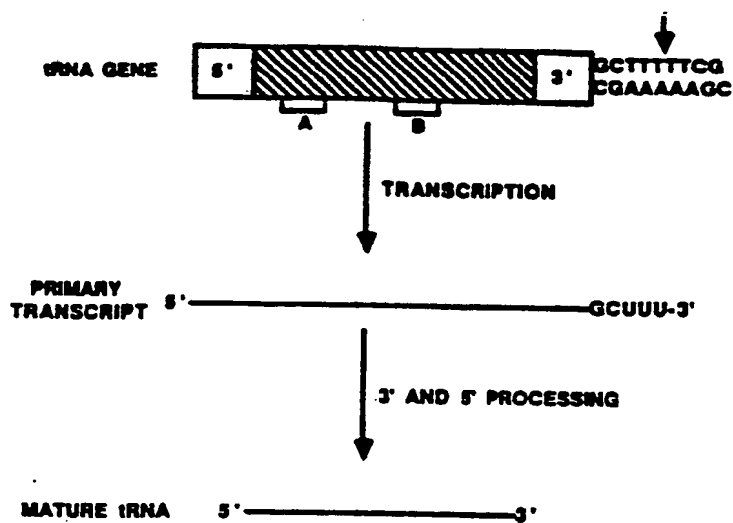 tRNA GENE
5'
3'
GCTTTTTCG
CGAAAAAGC
A
B
TRANSCRIPTION
PRIMARY
TRANSCRIPT
5'
GCUUU-3'
3' AND 5' PROCESSING
MATURE tRNA
5'
3'